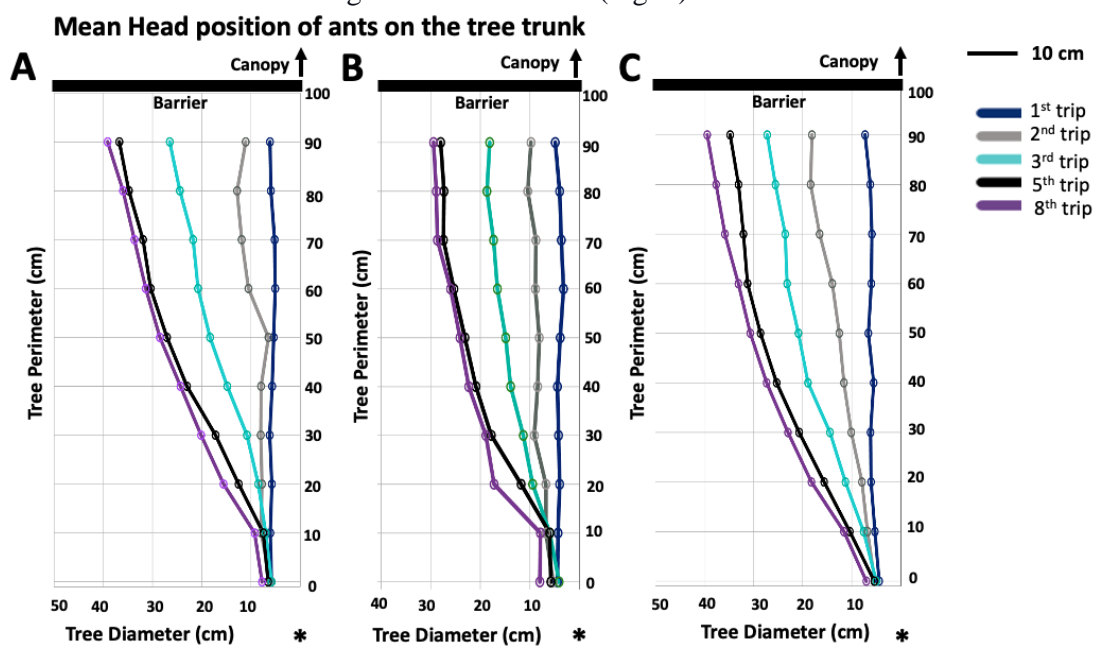 Mean Head position of ants on the tree trunk
A
Canopy
Barrier
100
90
80
70
60
50
40
30
20
10
0
Tree Perimeter (cm)
50 40 30 20 10
Tree Diameter (cm) *
B
Canopy
Barrier
100
90
80
70
60
50
40
30
20
10
0
Tree Perimeter (cm)
40 30 20 10
Tree Diameter (cm) *
C
Canopy
Barrier
100
90
80
70
60
50
40
30
20
10
0
Tree Perimeter (cm)
50 40 30 20 10
Tree Diameter (cm) *
10 cm
1st trip
2nd trip
3rd trip
5th trip
8th trip